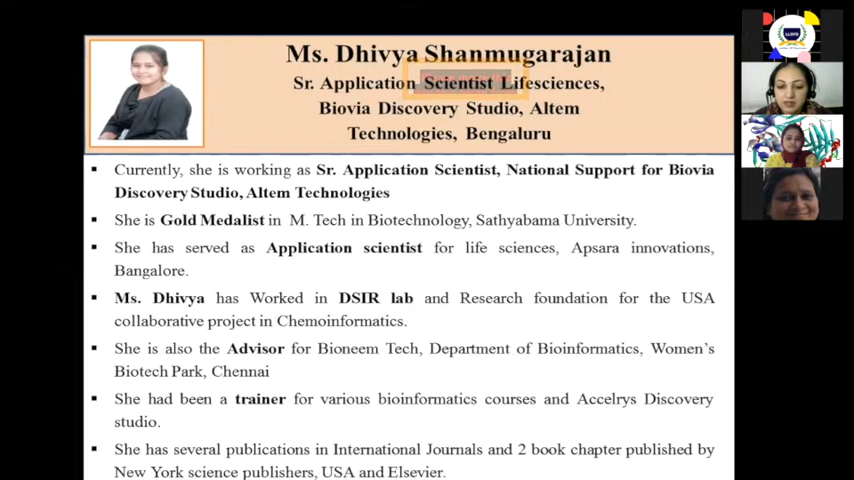 Ms. Dhivya Shanmugarajan
Sr. Application Scientist Lifesciences,
Biovia Discovery Studio, Altem
Technologies, Bengaluru
▪ Currently, she is working as Sr. Application Scientist, National Support for Biovia
Discovery Studio, Altem Technologies
▪ She is Gold Medalist in M. Tech in Biotechnology, Sathyabama University.
▪ She has served as Application scientist for life sciences, Apsara innovations,
Bangalore.
▪ Ms. Dhivya has Worked in DSIR lab and Research foundation for the USA
collaborative project in Chemoinformatics.
▪ She is also the Advisor for Bioneem Tech, Department of Bioinformatics, Women's
Biotech Park, Chennai
▪ She had been a trainer for various bioinformatics courses and Accelrys Discovery
studio.
▪ She has several publications in International Journals and 2 book chapter published by
New York science publishers, USA and Elsevier.